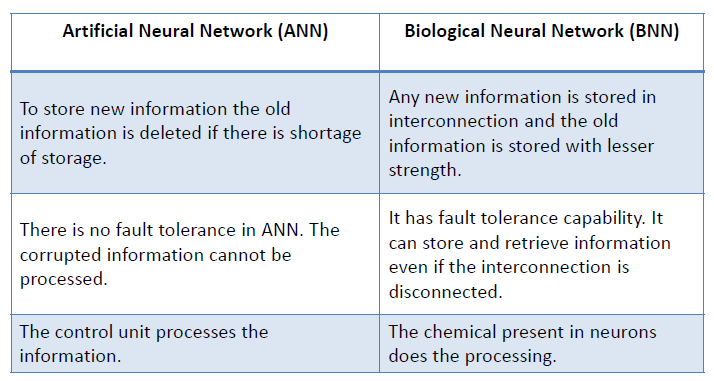 Artificial Neural Network (ANN)
Biological Neural Network (BNN)
To store new information the old
information is deleted if there is shortage
of storage.
Any new information is stored in
interconnection and the old
information is stored with lesser
strength.
There is no fault tolerance in ANN. The
corrupted information cannot be
processed.
It has fault tolerance capability. It
can store and retrieve information
even if the interconnection is
disconnected.
The control unit processes the
information.
The chemical present in neurons
does the processing.